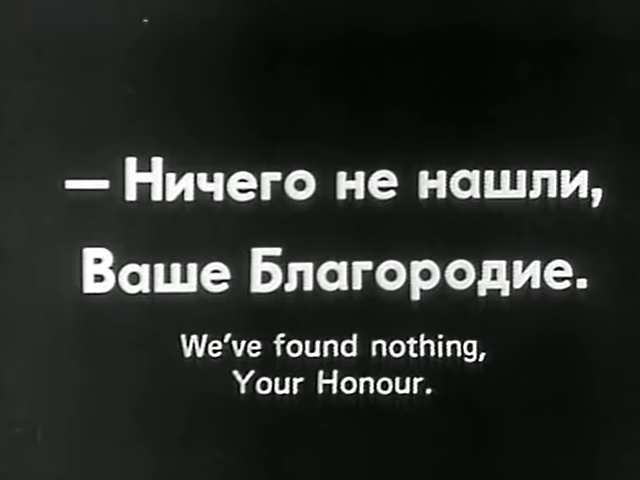 — Ничего не нашли,
Ваше Благородие.
We've found nothing,
Your Honour.